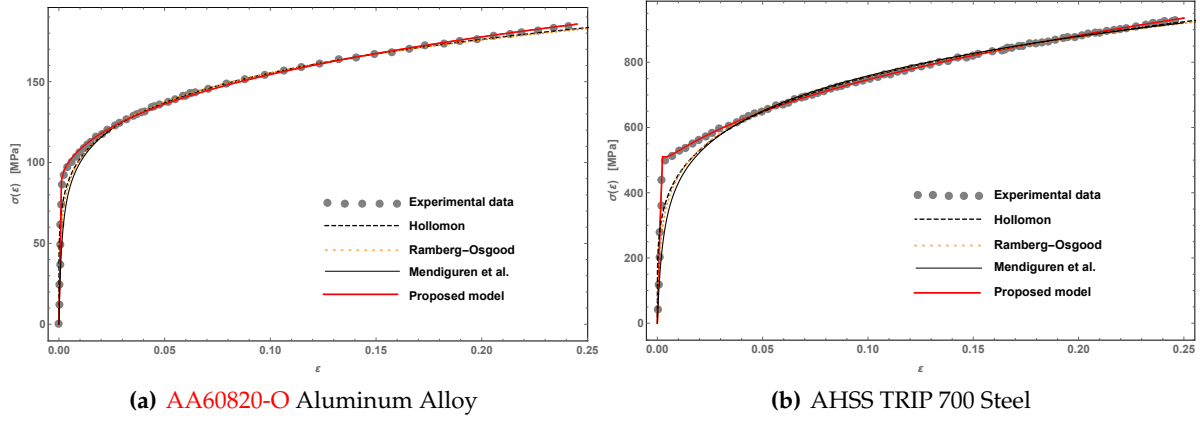 σ(ε) [MPa]
150
100
50
0
Experimental data
Hollomon
Ramberg–Osgood
Mendiguren et al.
Proposed model
0.00 0.05 0.10 0.15 0.20 0.25
ε
(a) AA60820-O Aluminum Alloy
σ(ε) [MPa]
800
600
400
200
0
Experimental data
Hollomon
Ramberg–Osgood
Mendiguren et al.
Proposed model
0.00 0.05 0.10 0.15 0.20 0.25
ε
(b) AHSS TRIP 700 Steel